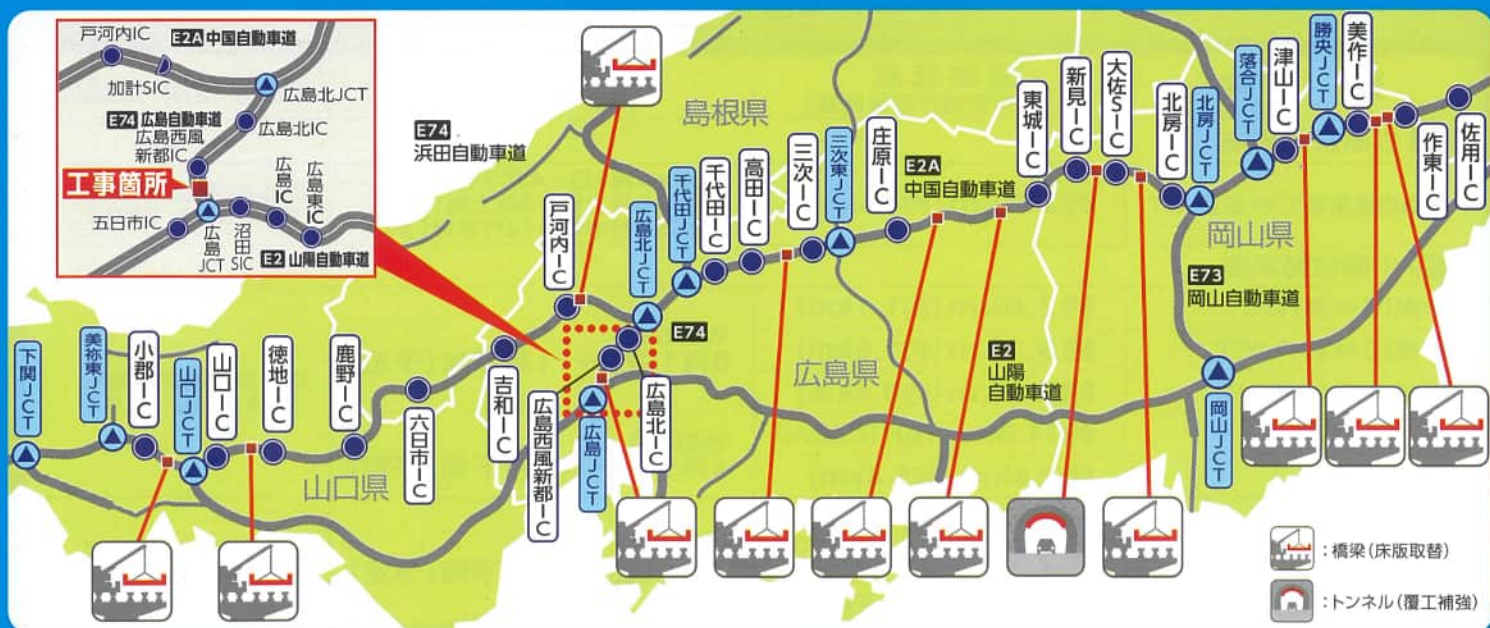 戸河内IC
E2A 中国自動車道
加計SIC
広島北JCT
E74 広島自動車道
広島北IC
広島西風
新都IC
工事箇所
広島IC
広島東IC
五日市IC
広島
JCT
沼田
SIC
E2 山陽自動車道
E74
浜田自動車道
島根県
E2A
中国自動車道
岡山県
E73
岡山自動車道
E74
広島県
E2
山陽
自動車道
山口県
下関JCT
美祢東JCT
小郡IC
山口JCT
山口IC
徳地IC
鹿野IC
六日市IC
吉和IC
戸河内IC
広島西風新都IC
広島JCT
広島北IC
広島北JCT
千代田JCT
千代田IC
高田IC
三次IC
三次東JCT
庄原IC
東城IC
新見IC
大佐SIC
北房IC
北房JCT
落合JCT
津山IC
勝央JCT
美作IC
作東IC
佐用IC
岡山JCT
:橋梁(床版取替)
:トンネル(覆工補強)